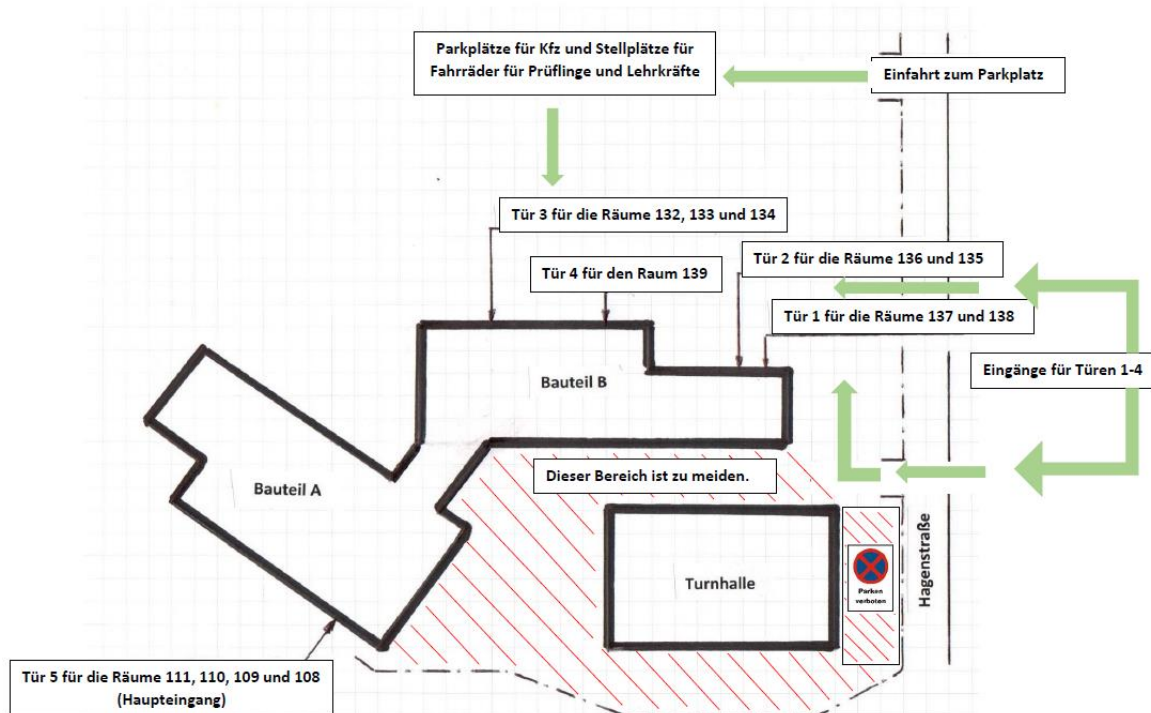 Parkplätze für Kfz und Stellplätze für
Fahrräder für Prüflinge und Lehrkräfte
Einfahrt zum Parkplatz
Tür 3 für die Räume 132, 133 und 134
Tür 4 für den Raum 139
Tür 2 für die Räume 136 und 135
Tür 1 für die Räume 137 und 138
Eingänge für Türen 1-4
Bauteil B
Bauteil A
Dieser Bereich ist zu meiden.
Turnhalle
Parken
verboten
Hagenstraße
Tür 5 für die Räume 111, 110, 109 und 108
(Haupteingang)